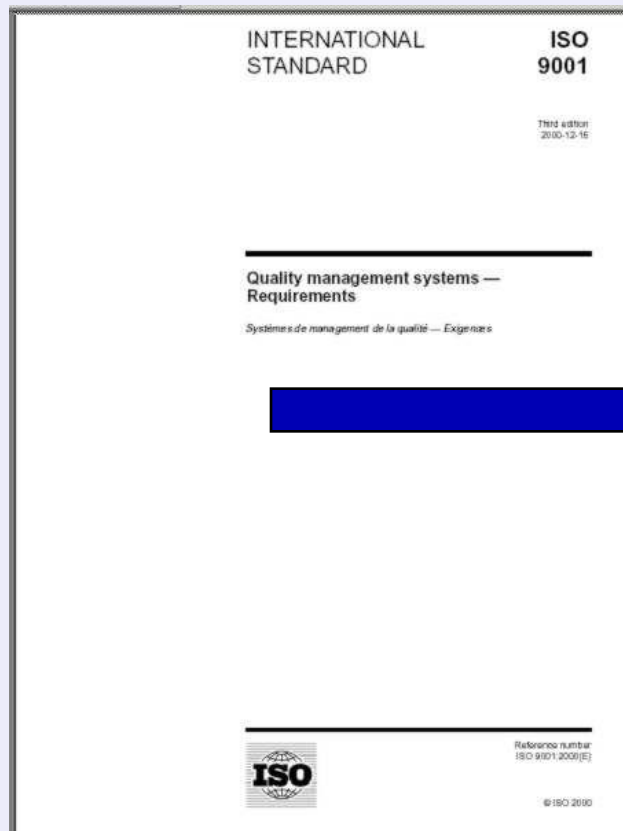 INTERNATIONAL
STANDARD
ISO
9001
Third edition
2000-12-15
Quality management systems —
Requirements
Systèmes de management de la qualité — Exigences
ISO
Reference number
ISO 9001:2000(E)
© ISO 2000